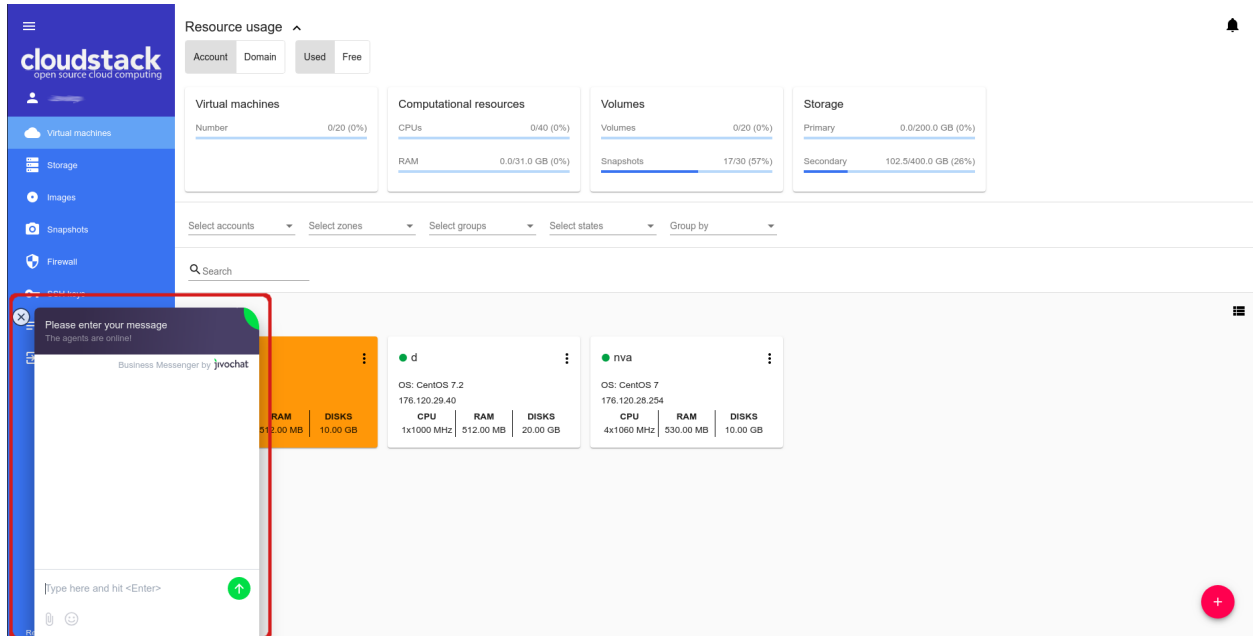 Resource usage
Account Domain Used Free
cloudstack
open source cloud computing
Virtual machines
Storage
Images
Snapshots
Firewall
SSH keys
Virtual machines
Number 0/20 (0%)
Computational resources
CPUs 0/40 (0%)
RAM 0.0/31.0 GB (0%)
Volumes
Volumes 0/20 (0%)
Snapshots 17/30 (57%)
Storage
Primary 0.0/200.0 GB (0%)
Secondary 102.5/400.0 GB (26%)
Select accounts Select zones Select groups Select states Group by
Search
Please enter your message
The agents are online!
Business Messenger by jivochat
Type here and hit <Enter>
RAM DISKS
512.00 MB 10.00 GB
d
OS: CentOS 7.2
176.120.29.40
CPU RAM DISKS
1x1000 MHz 512.00 MB 20.00 GB
nva
OS: CentOS 7
176.120.28.254
CPU RAM DISKS
4x1060 MHz 530.00 MB 10.00 GB